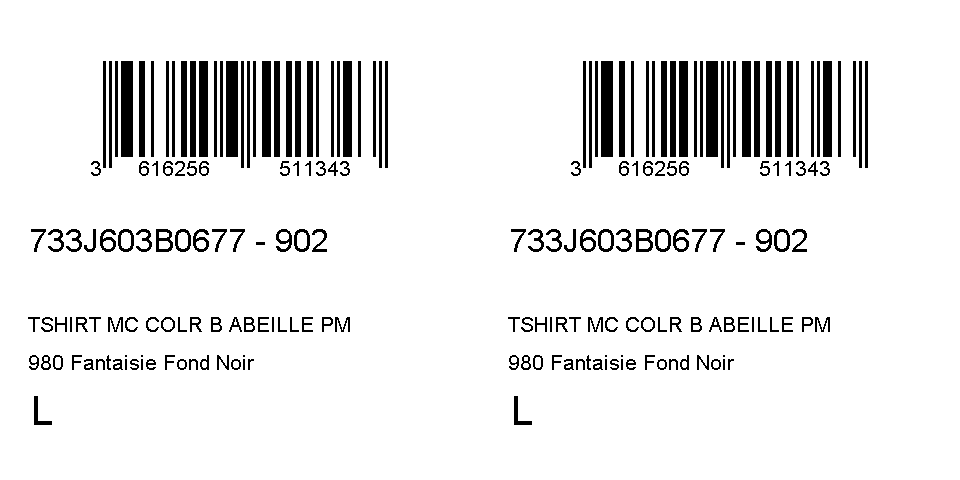 3 616256 511343
733J603B0677 - 902
TSHIRT MC COLR B ABEILLE PM
980 Fantaisie Fond Noir
L
3 616256 511343
733J603B0677 - 902
TSHIRT MC COLR B ABEILLE PM
980 Fantaisie Fond Noir
L